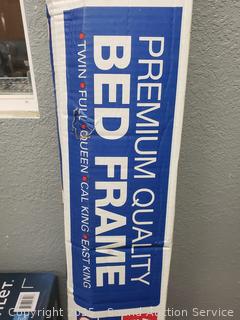 PREMIUM QUALITY
BED FRAME
• TWIN • FULL • QUEEN • CAL KING • EAST KING